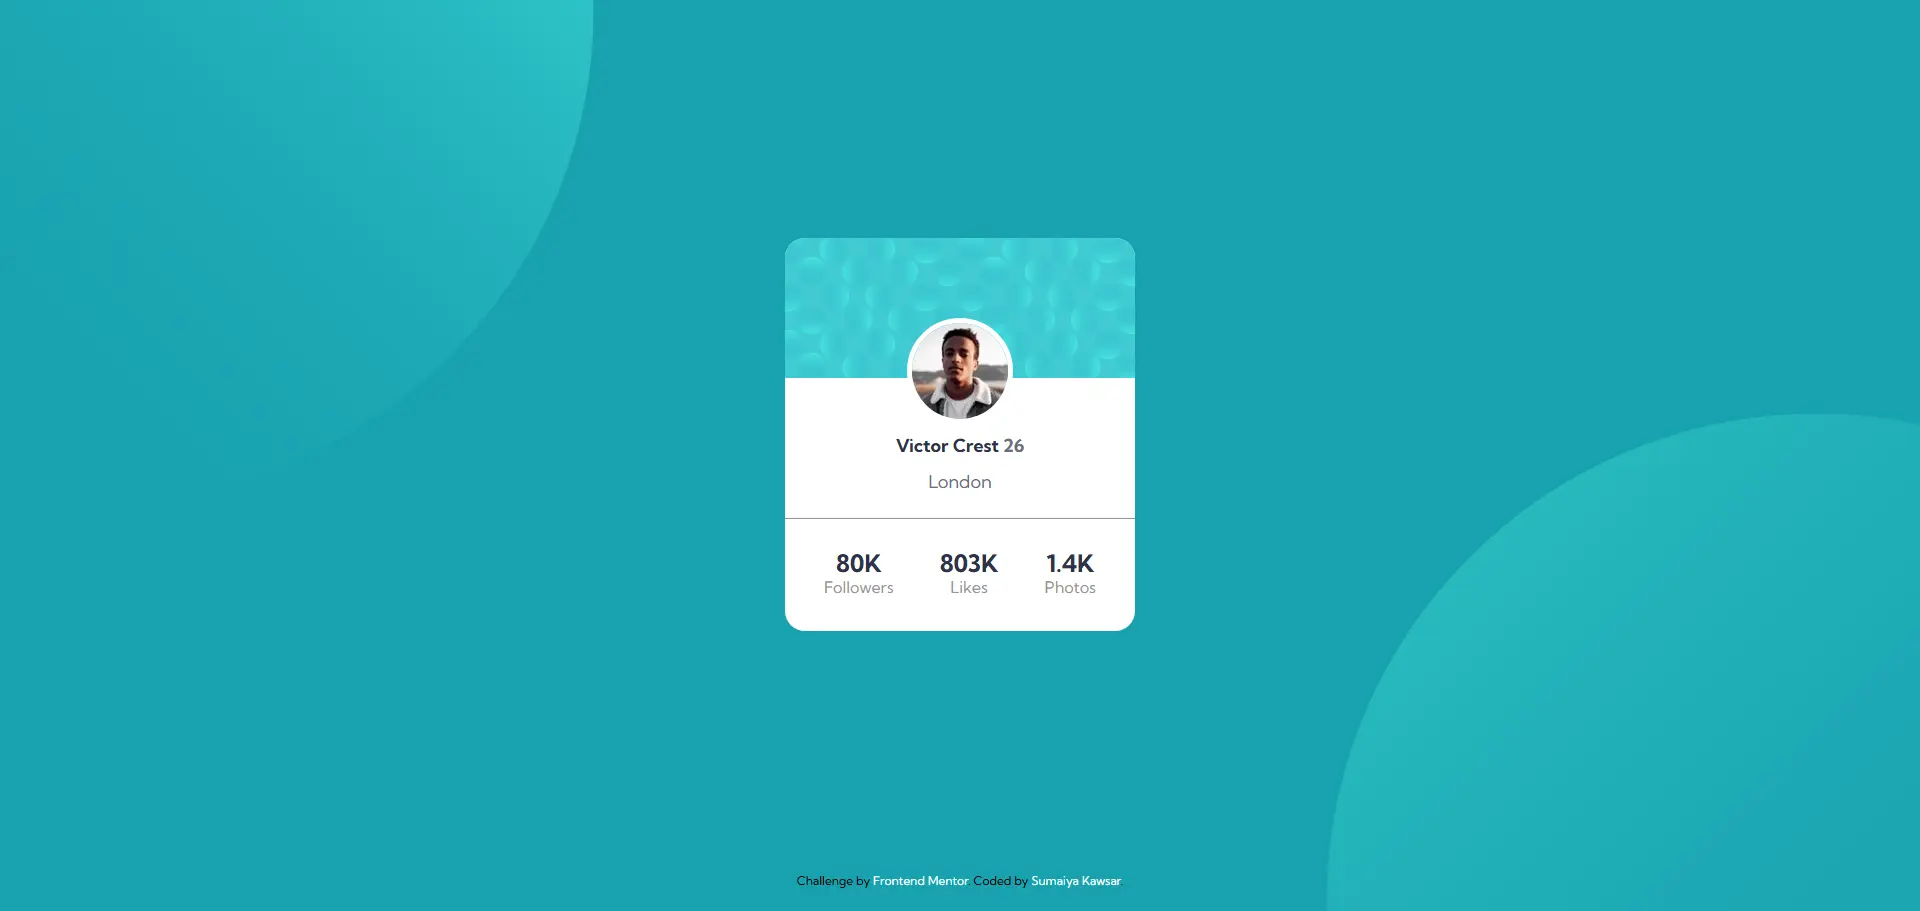 Victor Crest 26
London
80K 803K 1.4K
Followers Likes Photos
Challenge by Frontend Mentor. Coded by Sumaiya Kawsar.